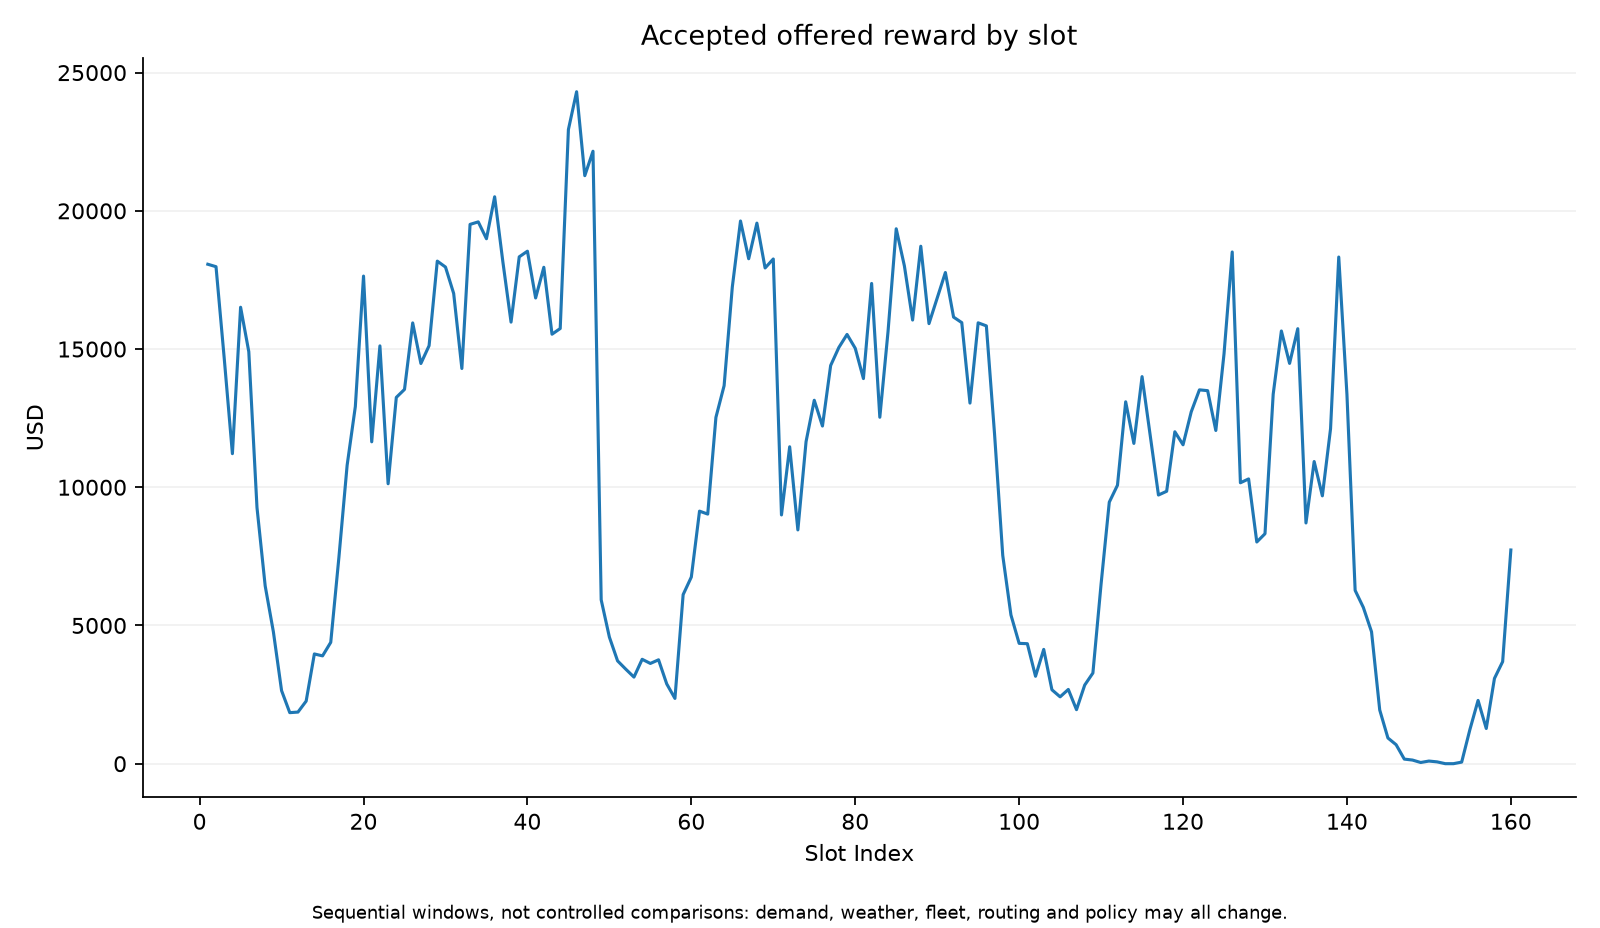 Accepted offered reward by slot
25000
20000
15000
10000
5000
0
USD
0 20 40 60 80 100 120 140 160
Slot Index
Sequential windows, not controlled comparisons: demand, weather, fleet, routing and policy may all change.